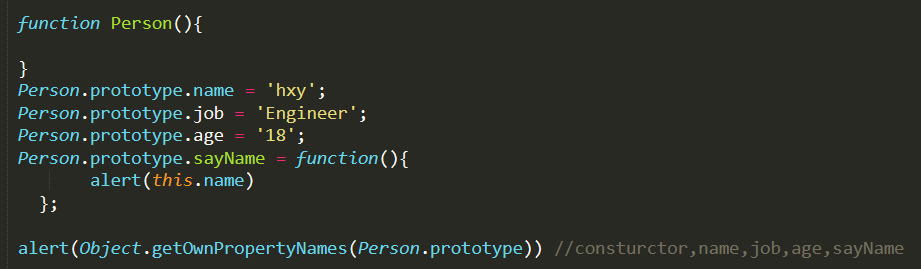 function Person(){
}
Person.prototype.name = 'hxy';
Person.prototype.job = 'Engineer';
Person.prototype.age = '18';
Person.prototype.sayName = function(){
alert(this.name)
};
alert(Object.getOwnPropertyNames(Person.prototype)) //consturctor,name,job,age,sayName